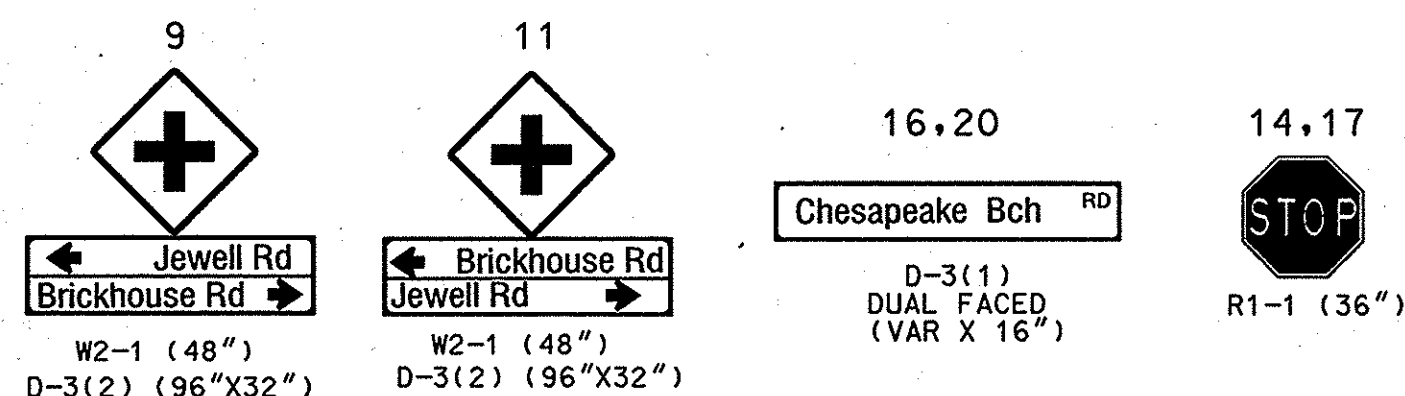 9
Jewell Rd
Brickhouse Rd
W2-1 (48")
D-3(2) (96"X32")
11
Brickhouse Rd
Jewell Rd
W2-1 (48")
D-3(2) (96"X32")
16,20
Chesapeake Bch RD
D-3(1)
DUAL FACED
(VAR X 16")
14,17
STOP
R1-1 (36")